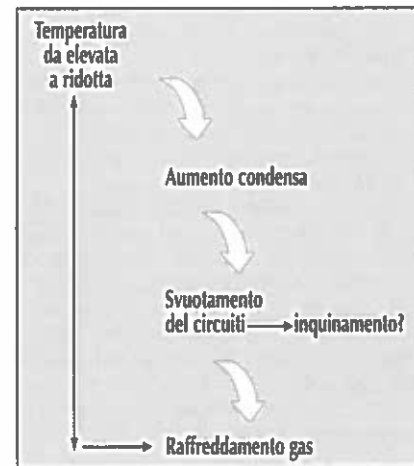 Temperatura
da elevata
a ridotta
Aumento condensa
Svuotamento
del circuiti inquinamento?
Raffreddamento gas